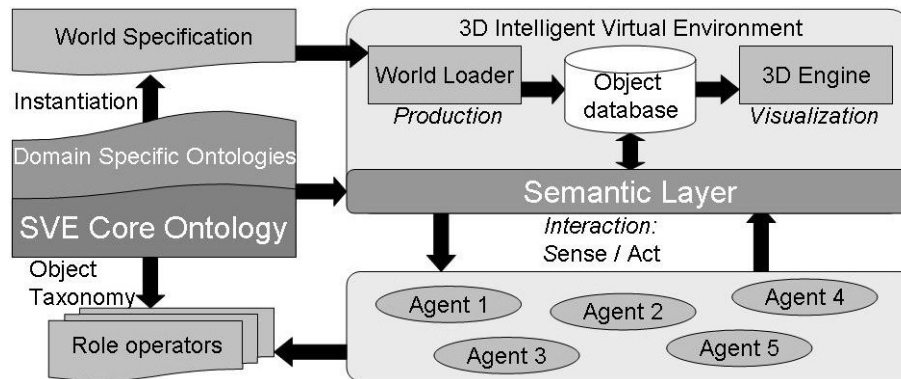 World Specification
3D Intelligent Virtual Environment
World Loader
Object
database
3D Engine
Production
Visualization
Instantiation
Domain Specific Ontologies
SVE Core Ontology
Semantic Layer
Interaction:
Sense / Act
Object
Taxonomy
Role operators
Agent 1
Agent 2
Agent 4
Agent 3
Agent 5